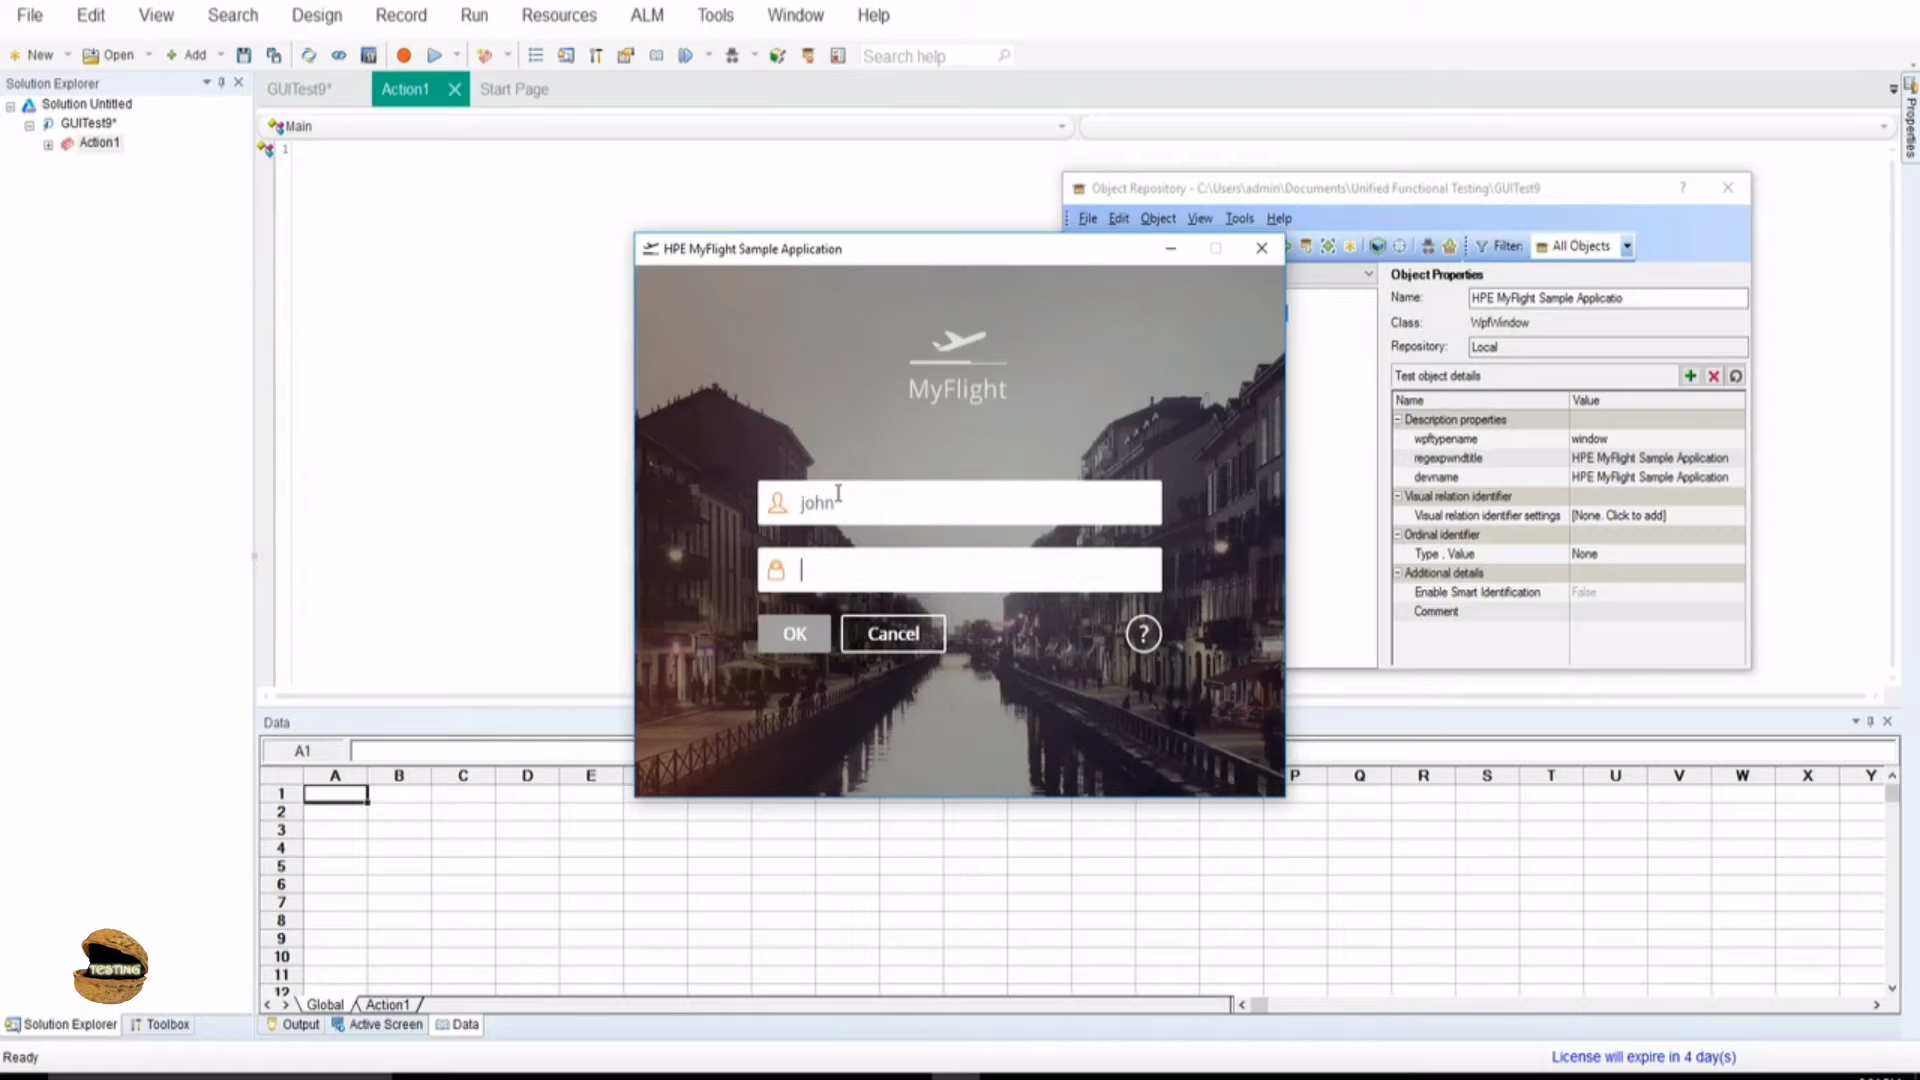 File Edit View Search Design Record Run Resources ALM Tools Window Help
New Open Add Search help
Solution Explorer
Solution Untitled
GUITest9*
Action1
GUITest9* Action1 Start Page
Main
1
Object Repository - C:\Users\admin\Documents\Unified Functional Testing\GUITest9
File Edit Object View Tools Help
Filter: All Objects
Object Properties
Name: HPE MyFlight Sample Applicatio
Class: WpfWindow
Repository: Local
Test object details
Name Value
Description properties
wpftypename window
regexpwndtitle HPE MyFlight Sample Application
devname HPE MyFlight Sample Application
Visual relation identifier
Visual relation identifier settings [None. Click to add]
Ordinal identifier
Type , Value None
Additional details
Enable Smart Identification False
Comment
HPE MyFlight Sample Application
MyFlight
john
OK Cancel ?
Properties
Data
A1
A B C D E P Q R S T U V W X Y
1
2
3
4
5
6
7
8
9
10
11
12
Global Action1
TESTING
Solution Explorer Toolbox Output Active Screen Data
Ready
License will expire in 4 day(s)